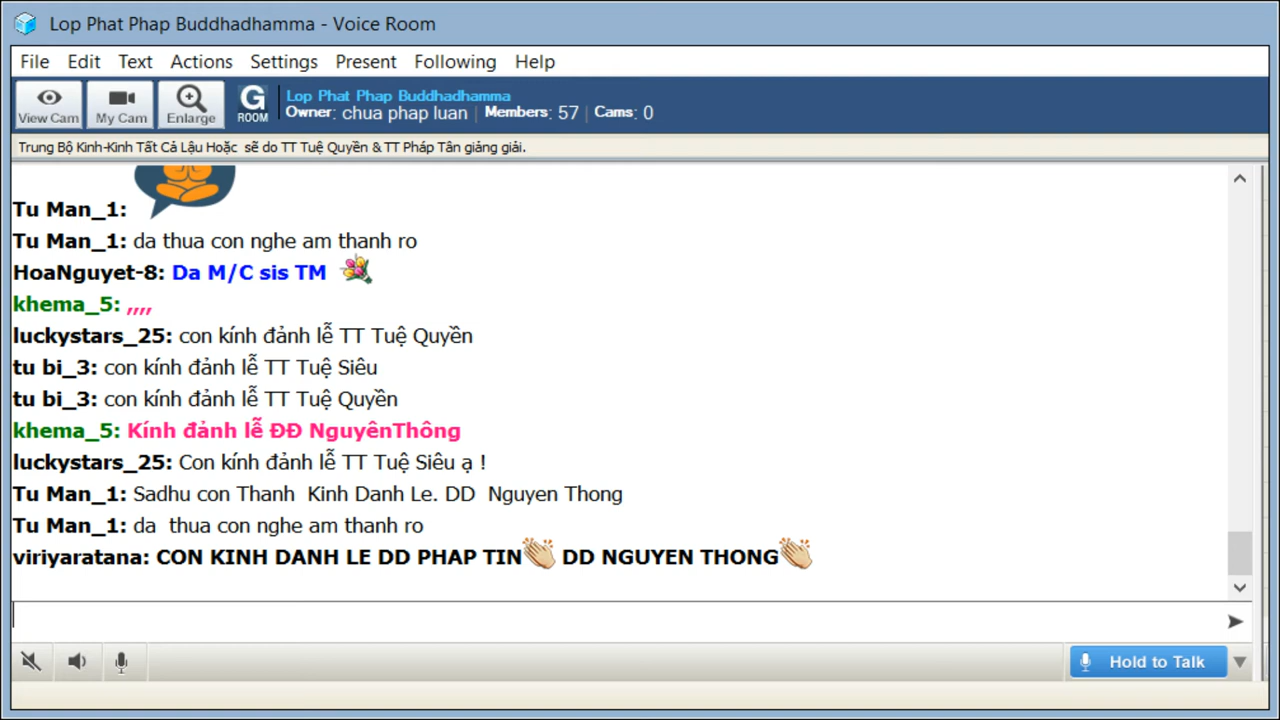 Lop Phat Phap Buddhadhamma - Voice Room
File Edit Text Actions Settings Present Following Help
View Cam My Cam Enlarge G ROOM Lop Phat Phap Buddhadhamma
Owner: chua phap luan | Members: 57 | Cams: 0
Trung Bộ Kinh-Kinh Tất Cả Lậu Hoặc sẽ do TT Tuệ Quyền & TT Pháp Tân giảng giải.
Tu Man_1:
Tu Man_1: da thua con nghe am thanh ro
HoaNguyet-8: Da M/C sis TM
khema_5: ,,,,
luckystars_25: con kính đảnh lễ TT Tuệ Quyền
tu bi_3: con kính đảnh lễ TT Tuệ Siêu
tu bi_3: con kính đảnh lễ TT Tuệ Quyền
khema_5: Kính đảnh lễ ĐĐ NguyênThông
luckystars_25: Con kính đảnh lễ TT Tuệ Siêu ạ !
Tu Man_1: Sadhu con Thanh Kinh Danh Le. DD Nguyen Thong
Tu Man_1: da thua con nghe am thanh ro
viriyaratana: CON KINH DANH LE DD PHAP TIN DD NGUYEN THONG
Hold to Talk